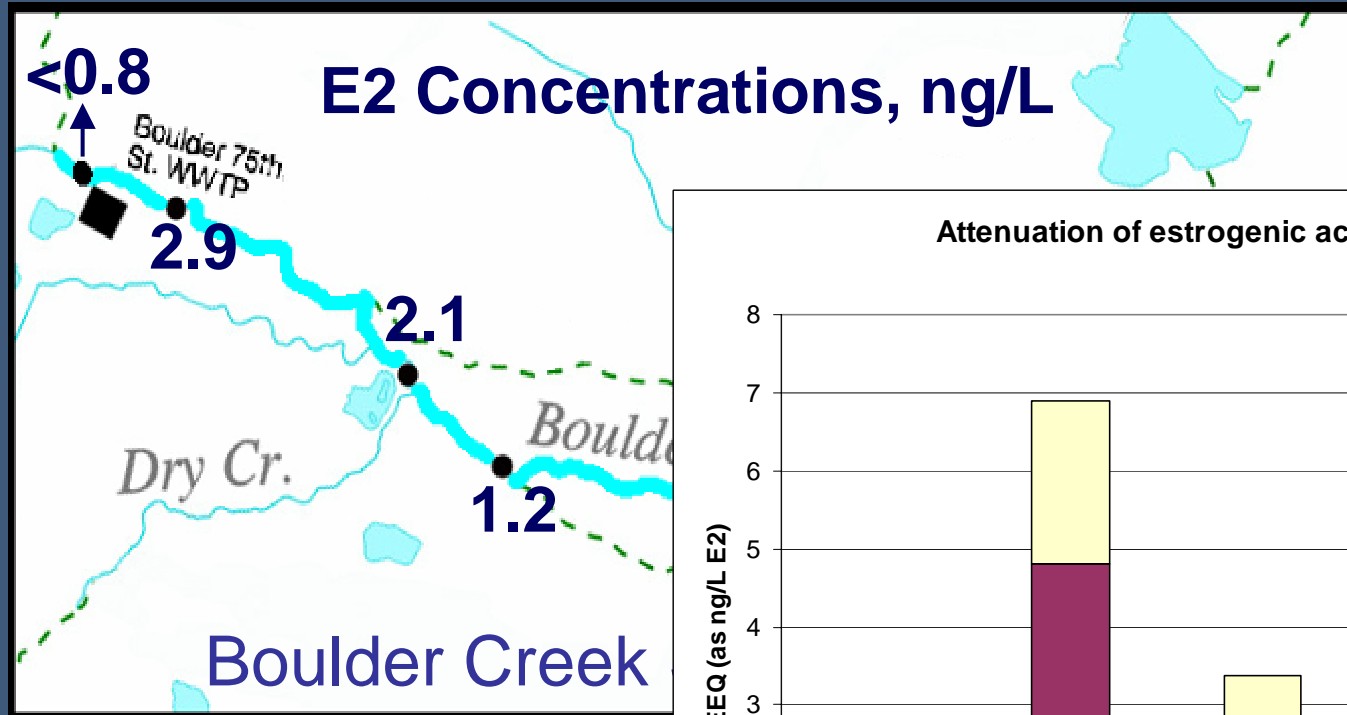 <0.8
E2 Concentrations, ng/L
Boulder 75th
St. WWTP
2.9
2.1
Dry Cr.
1.2
Boulder Creek
Attenuation of estrogenic ac
8
7
6
5
4
3
EEQ (as ng/L E2)